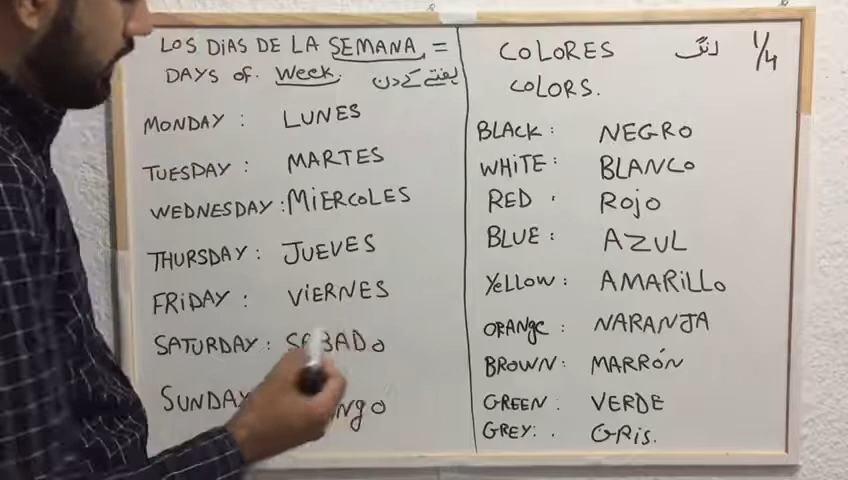 LOS DíAS DE LA SEMANA =
DAYS of. Week. ہفتے کے دن
MONDAY : LUNES
TUESDAY : MARTES
WEDNESDAY : MiERCOLES
THURSDAY : JUEVES
FRiDAY : ViERNES
SATURDAY : SABADo
SUNDAY
COLORES رنگ 1/4
COLORS.
BLACK : NEGRO
WHiTE : BLANCo
RED . Rojo
BLUE : AZUL
YeLLOW : AMARiLLo
ORANge : NARANJA
BROWN : MARRÓN
GREEN : VERDE
GREY: . GRiS.